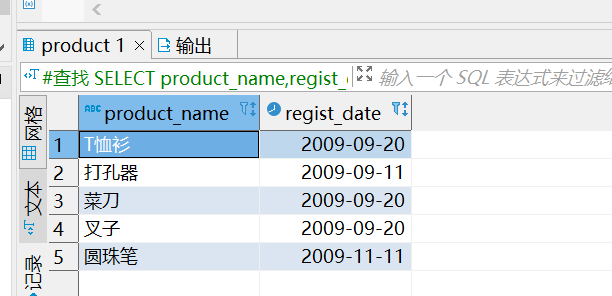 product 1 输出
#查找 SELECT product_name,regist_ 输入一个 SQL 表达式来过滤
网格
文本
记录
ABC product_name regist_date
1 T恤衫 2009-09-20
2 打孔器 2009-09-11
3 菜刀 2009-09-20
4 叉子 2009-09-20
5 圆珠笔 2009-11-11